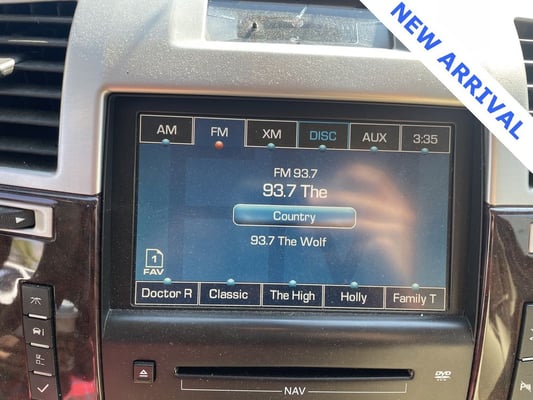 NEW ARRIVAL
AM FM XM DISC AUX 3:35
FM 93.7
93.7 The
Country
93.7 The Wolf
1
FAV
Doctor R Classic The High Holly Family T
DVD
NAV